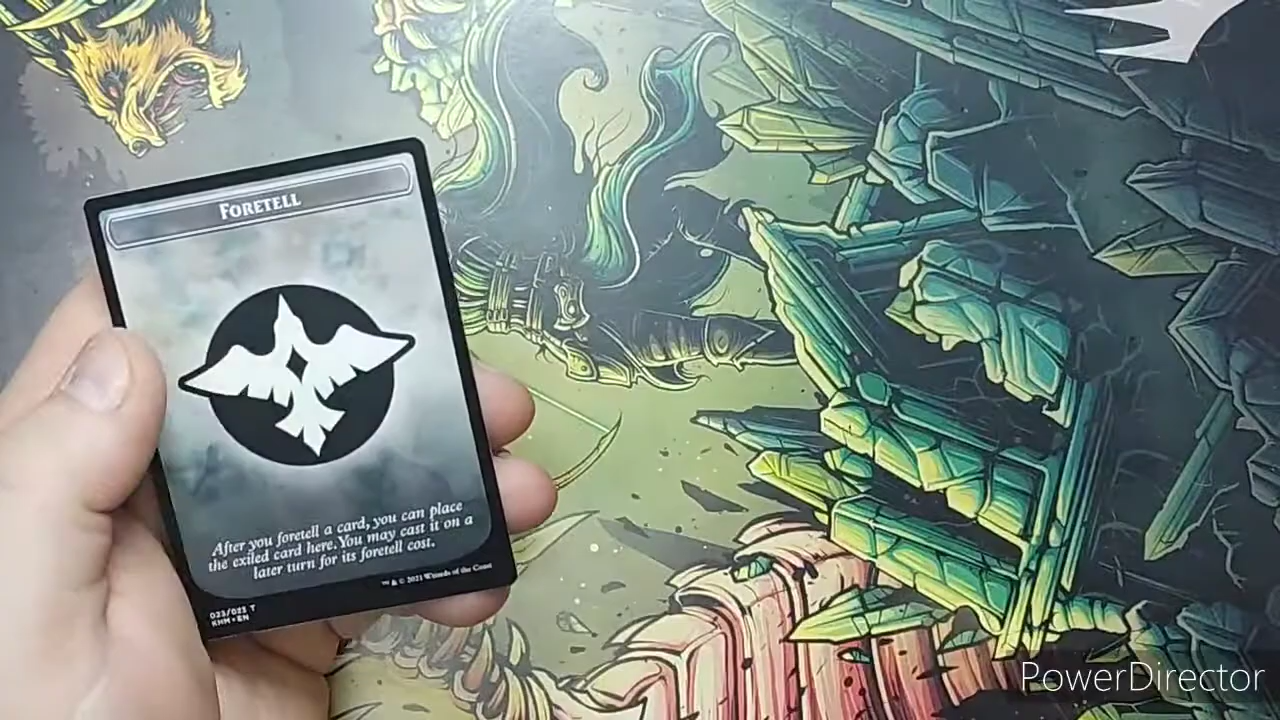 FORETELL
After you foretell a card, you can place
the exiled card here. You may cast it on a
later turn for its foretell cost.
™ & © 2021 Wizards of the Coast
023/025 T
KHM • EN
PowerDirector